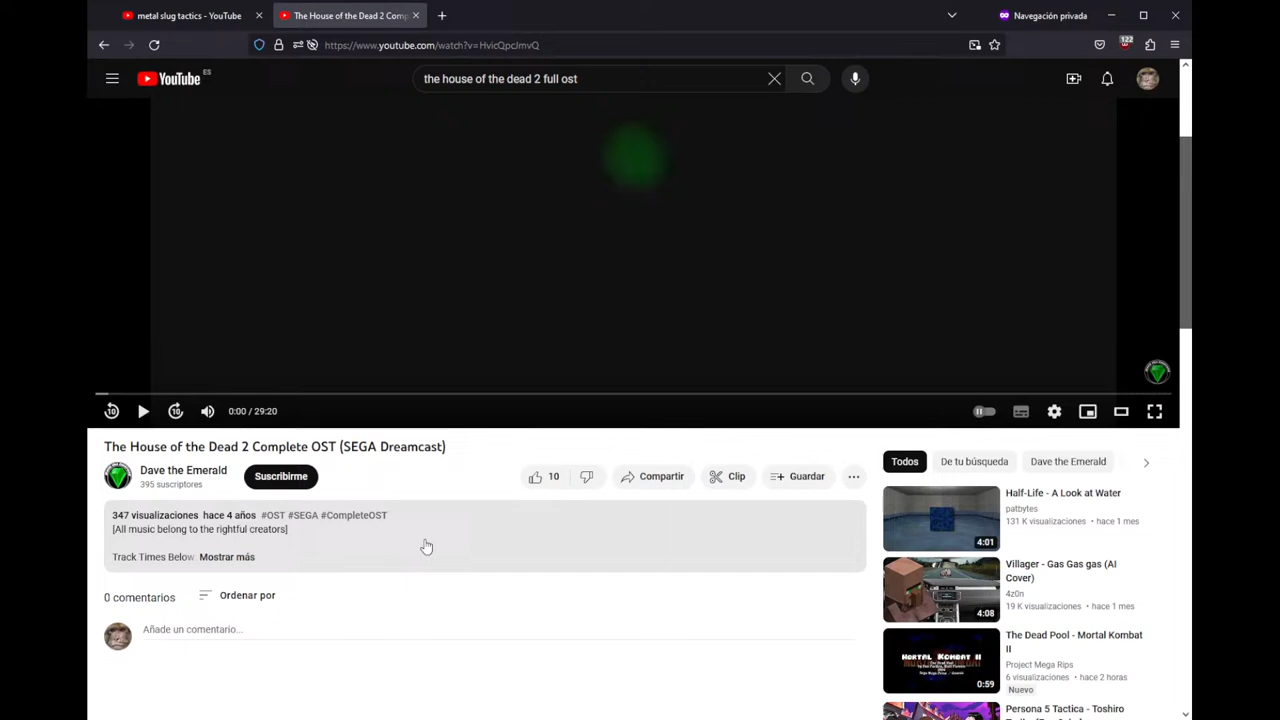 metal slug tactics - YouTube
The House of the Dead 2 Comp
Navegación privada
https://www.youtube.com/watch?v=HvicQpcJmvQ
122
YouTube ES
the house of the dead 2 full ost
10
10
0:00 / 29:20
The House of the Dead 2 Complete OST (SEGA Dreamcast)
Dave the Emerald
395 suscriptores
Suscribirme
10
Compartir
Clip
Guardar
347 visualizaciones hace 4 años #OST #SEGA #CompleteOST
[All music belong to the rightful creators]
Track Times Below Mostrar más
0 comentarios
Ordenar por
Añade un comentario...
Todos
De tu búsqueda
Dave the Emerald
4:01
Half-Life - A Look at Water
patbytes
131 K visualizaciones • hace 1 mes
4:08
Villager - Gas Gas gas (AI
Cover)
4z0n
19 K visualizaciones • hace 1 mes
MORTAL KOMBAT II
0:59
The Dead Pool - Mortal Kombat
II
Project Mega Rips
6 visualizaciones • hace 2 horas
Nuevo
Persona 5 Tactica - Toshiro